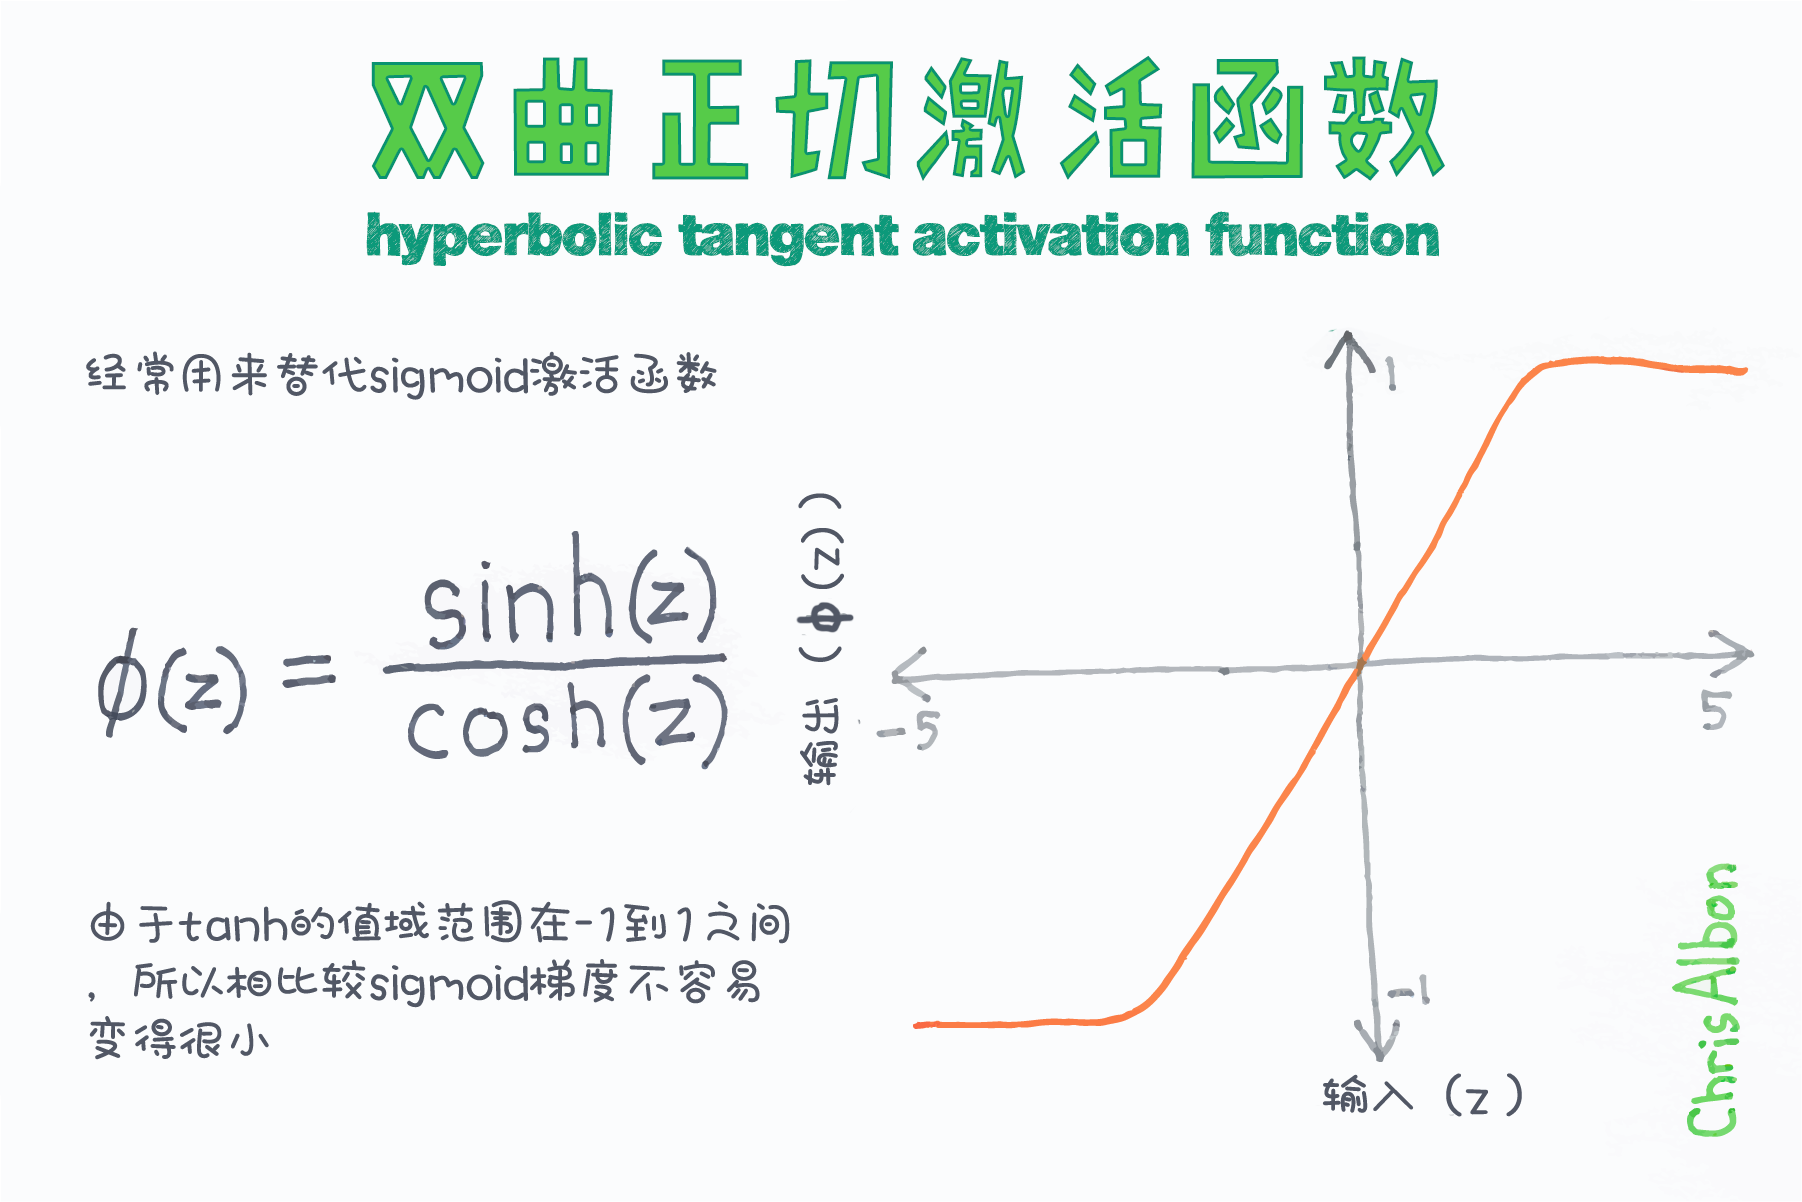 双曲正切激活函数
hyperbolic tangent activation function
经常用来替代sigmoid激活函数
ϕ(z) = sinh(z) / cosh(z)
由于tanh的值域范围在-1到1之间
，所以相比较sigmoid梯度不容易
变得很小
输出（ϕ(z)）
1
-5
5
-1
输入（z）
Chris Albon